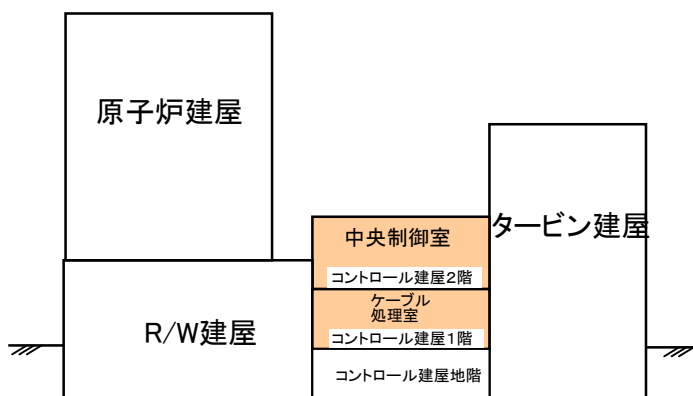 原子炉建屋
タービン建屋
中央制御室
コントロール建屋2階
ケーブル
処理室
R/W建屋
コントロール建屋1階
コントロール建屋地階